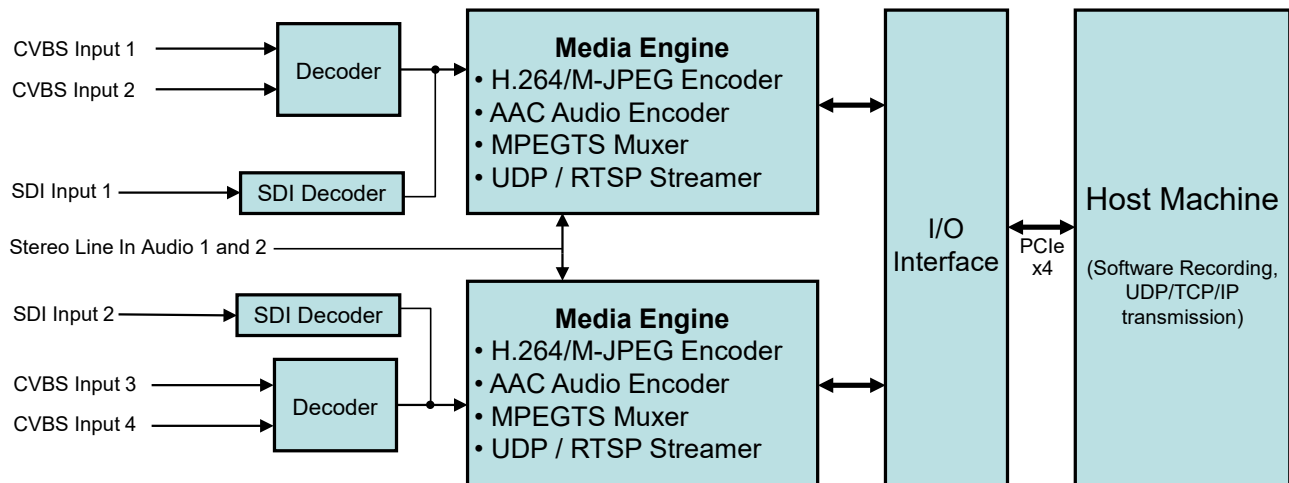 CVBS Input 1
CVBS Input 2
Decoder
SDI Input 1
SDI Decoder
Media Engine
• H.264/M-JPEG Encoder
• AAC Audio Encoder
• MPEGTS Muxer
• UDP / RTSP Streamer
Stereo Line In Audio 1 and 2
SDI Input 2
SDI Decoder
CVBS Input 3
CVBS Input 4
Decoder
Media Engine
• H.264/M-JPEG Encoder
• AAC Audio Encoder
• MPEGTS Muxer
• UDP / RTSP Streamer
I/O
Interface
PCIe
x4
Host Machine
(Software Recording,
UDP/TCP/IP
transmission)